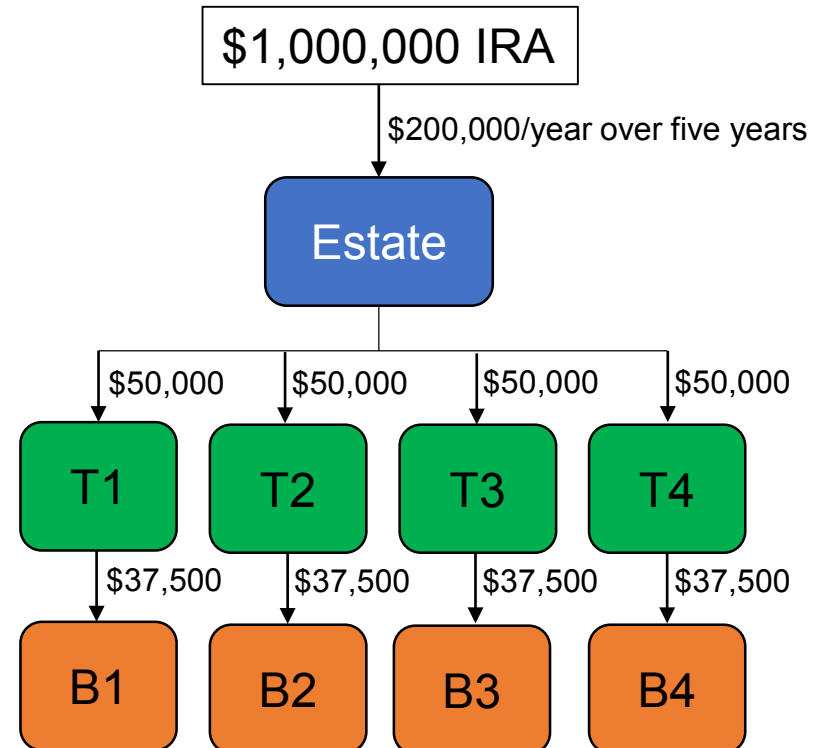 $1,000,000 IRA
$200,000/year over five years
Estate
$50,000 $50,000 $50,000 $50,000
T1 T2 T3 T4
$37,500 $37,500 $37,500 $37,500
B1 B2 B3 B4